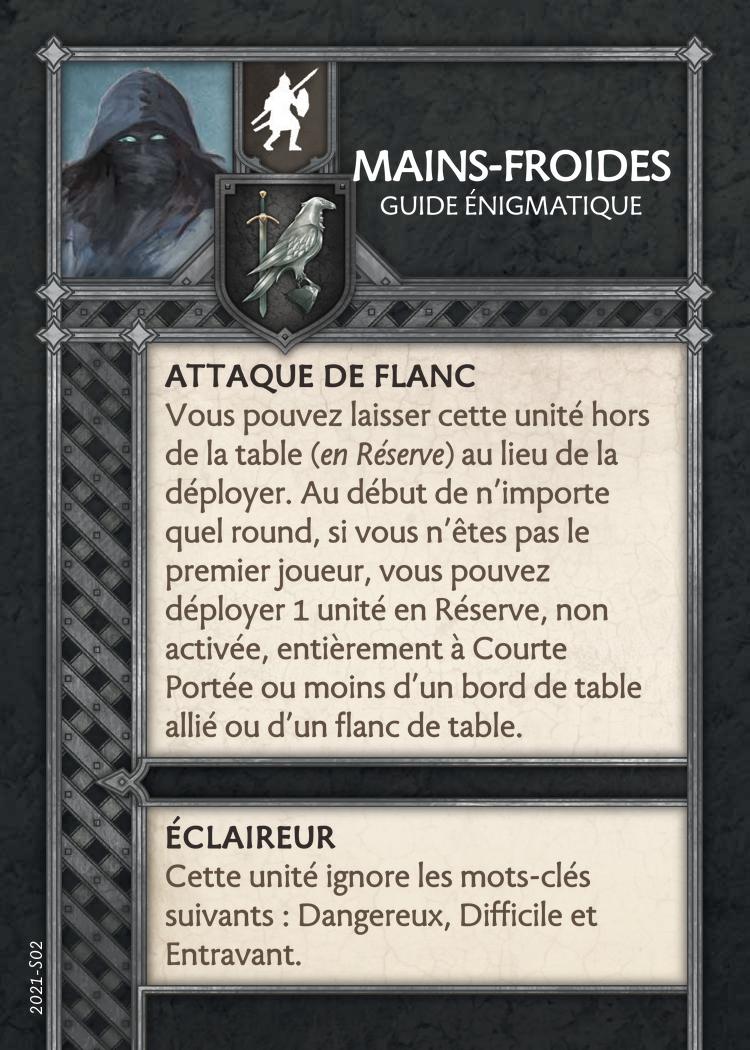 MAINS-FROIDES
GUIDE ÉNIGMATIQUE
ATTAQUE DE FLANC
Vous pouvez laisser cette unité hors
de la table (en Réserve) au lieu de la
déployer. Au début de n'importe
quel round, si vous n'êtes pas le
premier joueur, vous pouvez
déployer 1 unité en Réserve, non
activée, entièrement à Courte
Portée ou moins d'un bord de table
allié ou d'un flanc de table.
ÉCLAIREUR
Cette unité ignore les mots-clés
suivants : Dangereux, Difficile et
Entravant.
2021-S02